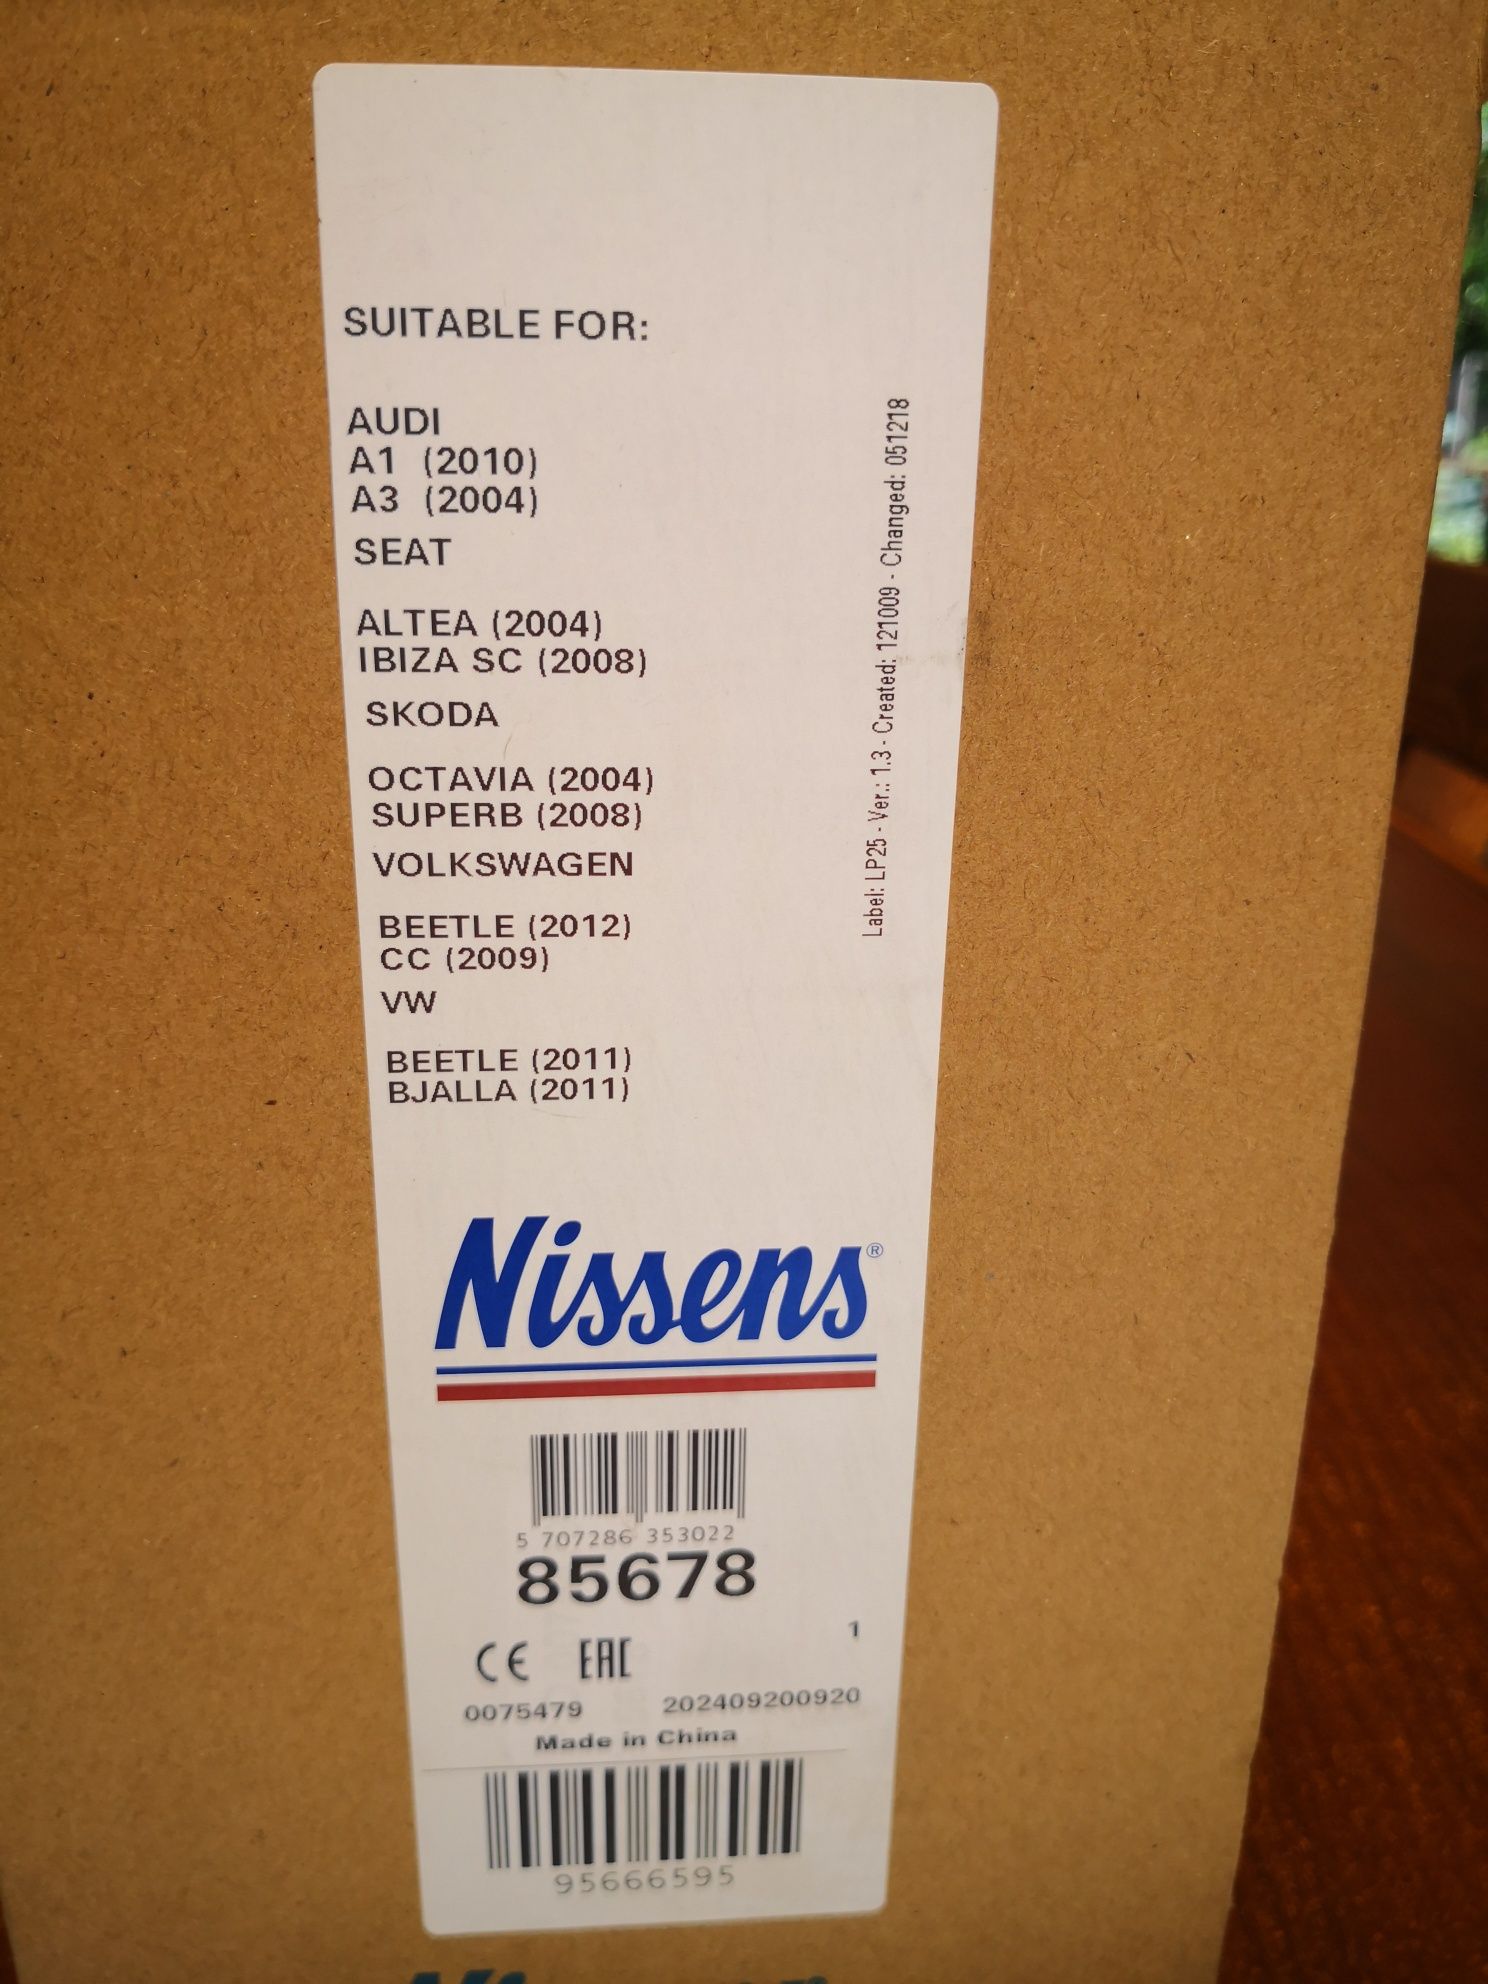 SUITABLE FOR:
AUDI
A1 (2010)
A3 (2004)
SEAT
ALTEA (2004)
IBIZA SC (2008)
SKODA
OCTAVIA (2004)
SUPERB (2008)
VOLKSWAGEN
BEETLE (2012)
CC (2009)
VW
BEETLE (2011)
BJALLA (2011)
Label: LP25 - Ver.: 1.3 - Created: 121009 - Changed: 051218
Nissens®
5 707286 353022
85678
1
CE EAC
0075479 202409200920
Made in China
95666595